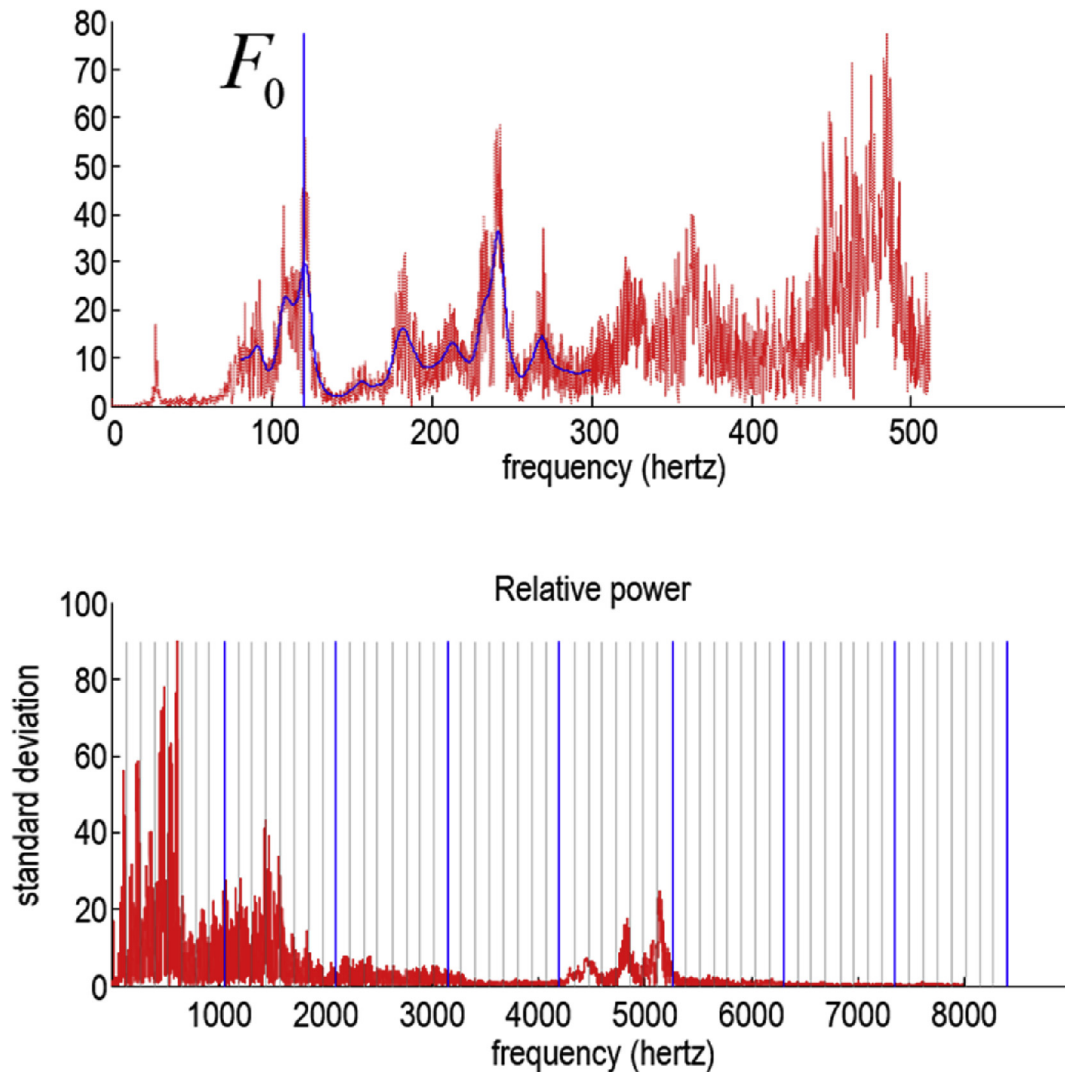 80
70
60
50
40
30
20
10
0
F0
0 100 200 300 400 500
frequency (hertz)
Relative power
standard deviation
100
80
60
40
20
0
1000 2000 3000 4000 5000 6000 7000 8000
frequency (hertz)